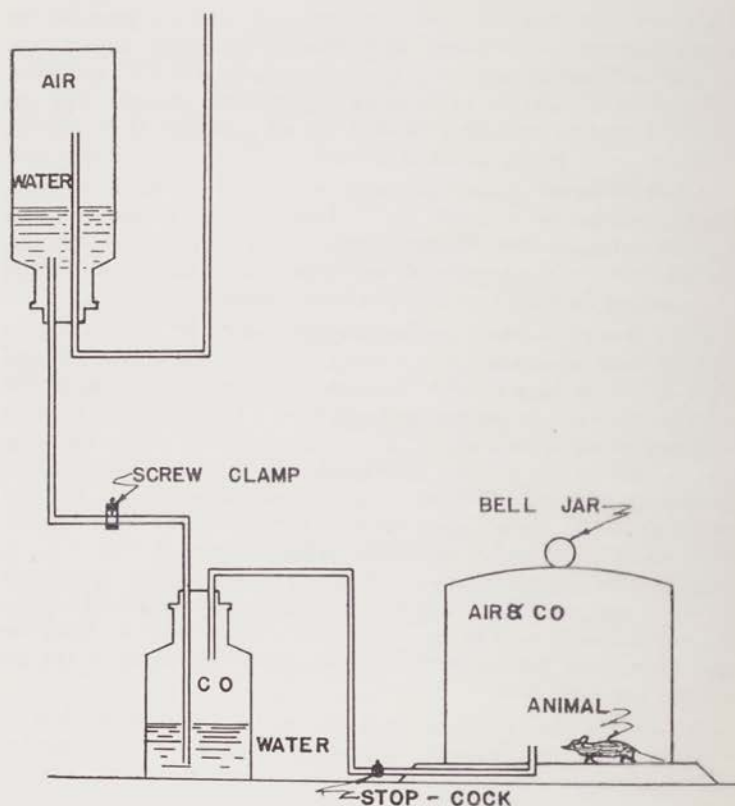 AIR
WATER
SCREW CLAMP
BELL JAR
AIR & CO
CO
ANIMAL
WATER
STOP-COCK